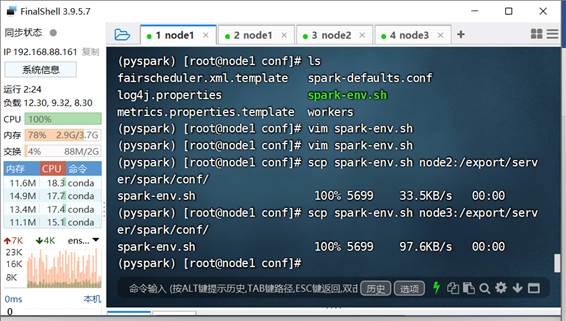 FinalShell 3.9.5.7
同步状态
IP 192.168.88.161 复制
系统信息
运行 2:24
负载 12.30, 9.32, 8.30
CPU 100%
内存 78% 2.9G/3.7G
交换 4% 88M/2G
内存 CPU 命令
11.6M 18.3 conda
14.9M 17.7 conda
13.4M 17.4 conda
11.1M 15.1 conda
7K 4K ens...
23K
16K
8K
0ms 本机
0
1 node1 2 node1 3 node2 4 node3
(pyspark) [root@node1 conf]# ls
fairscheduler.xml.template spark-defaults.conf
log4j.properties spark-env.sh
metrics.properties.template workers
(pyspark) [root@node1 conf]# vim spark-env.sh
(pyspark) [root@node1 conf]# vim spark-env.sh
(pyspark) [root@node1 conf]# scp spark-env.sh node2:/export/serv
er/spark/conf/
spark-env.sh 100% 5699 33.5KB/s 00:00
(pyspark) [root@node1 conf]# scp spark-env.sh node3:/export/serv
er/spark/conf/
spark-env.sh 100% 5699 97.6KB/s 00:00
(pyspark) [root@node1 conf]#
命令输入 (按ALT键提示历史,TAB键路径,ESC键返回,双击 历史 选项